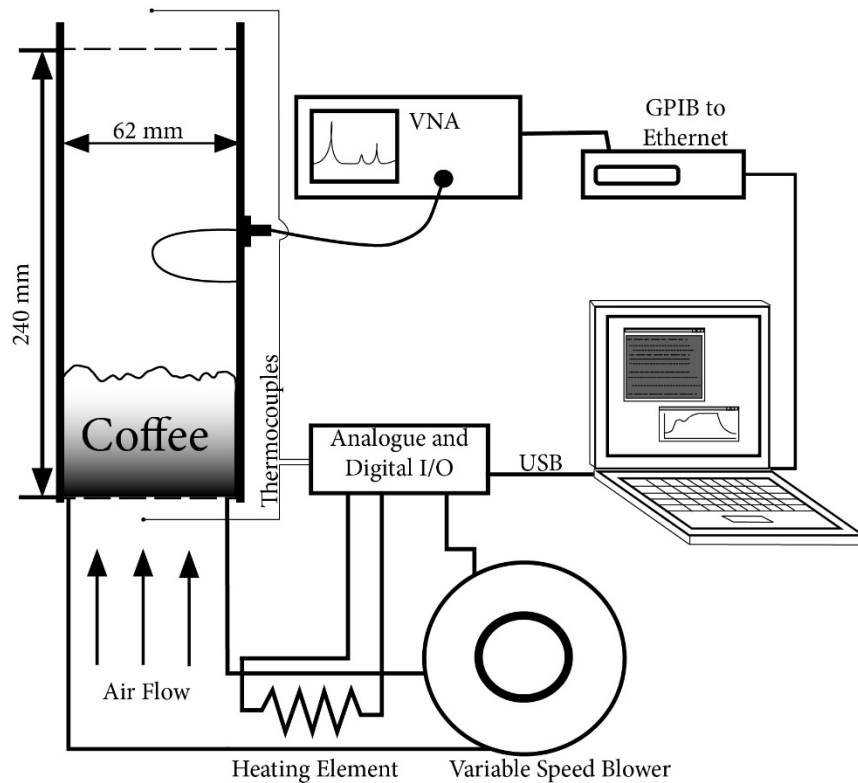 62 mm
240 mm
Coffee
VNA
GPIB to
Ethernet
Thermocouples
Analogue and
Digital I/O
USB
Air Flow
Heating Element
Variable Speed Blower